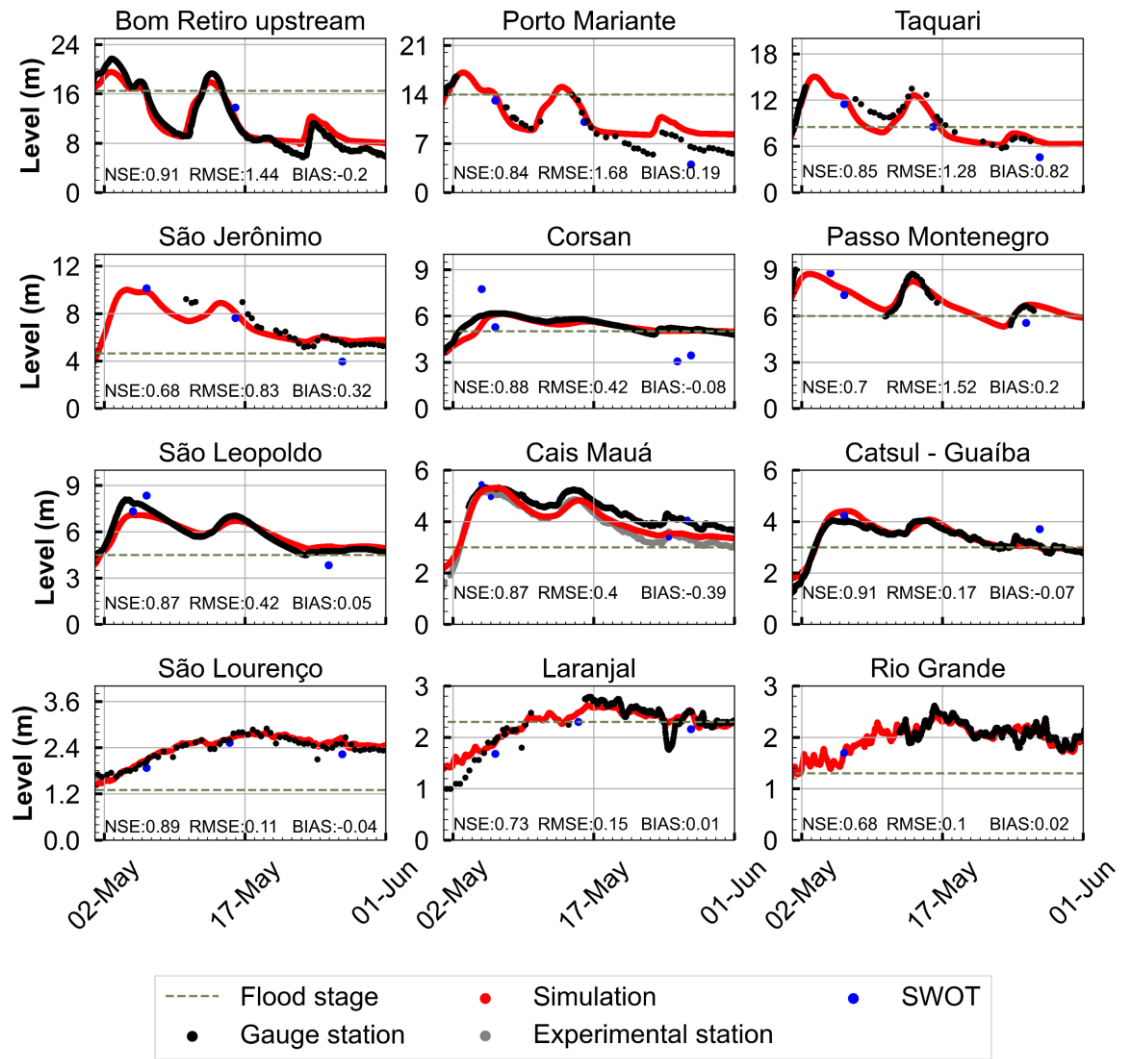 Bom Retiro upstream
Porto Mariante
Taquari
Level (m)
24
16
8
0
NSE:0.91 RMSE:1.44 BIAS:-0.2
21
14
7
0
NSE:0.84 RMSE:1.68 BIAS:0.19
18
12
6
0
NSE:0.85 RMSE:1.28 BIAS:0.82
São Jerônimo
Corsan
Passo Montenegro
Level (m)
12
8
4
0
NSE:0.68 RMSE:0.83 BIAS:0.32
9
6
3
0
NSE:0.88 RMSE:0.42 BIAS:-0.08
9
6
3
0
NSE:0.7 RMSE:1.52 BIAS:0.2
São Leopoldo
Cais Mauá
Catsul - Guaíba
Level (m)
9
6
3
0
NSE:0.87 RMSE:0.42 BIAS:0.05
6
4
2
0
NSE:0.87 RMSE:0.4 BIAS:-0.39
6
4
2
0
NSE:0.91 RMSE:0.17 BIAS:-0.07
São Lourenço
Laranjal
Rio Grande
Level (m)
3.6
2.4
1.2
0.0
NSE:0.89 RMSE:0.11 BIAS:-0.04
3
2
1
0
NSE:0.73 RMSE:0.15 BIAS:0.01
3
2
1
0
NSE:0.68 RMSE:0.1 BIAS:0.02
02-May
17-May
01-Jun
02-May
17-May
01-Jun
02-May
17-May
01-Jun
Flood stage
Simulation
SWOT
Gauge station
Experimental station